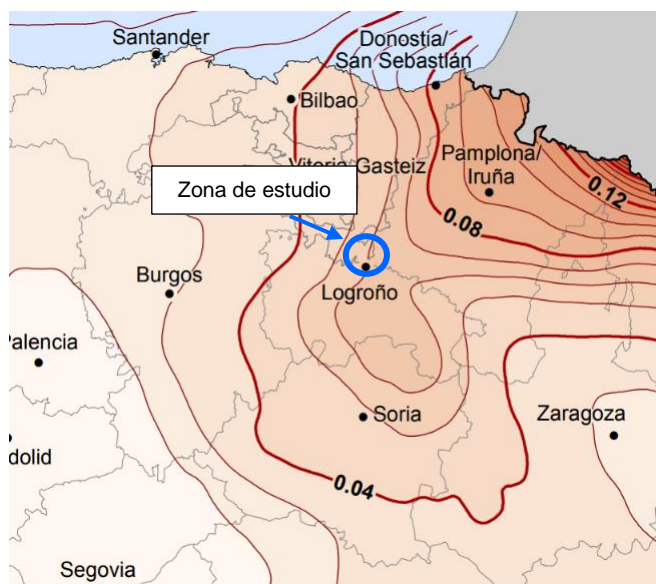 Santander
Donostia/
San Sebastlán
Bilbao
Vitoria-Gasteiz
Pamplona/
Iruña
Zona de estudio
0.12
0.08
Burgos
Logroño
Palencia
Soria
Zaragoza
dolid
0.04
Segovia